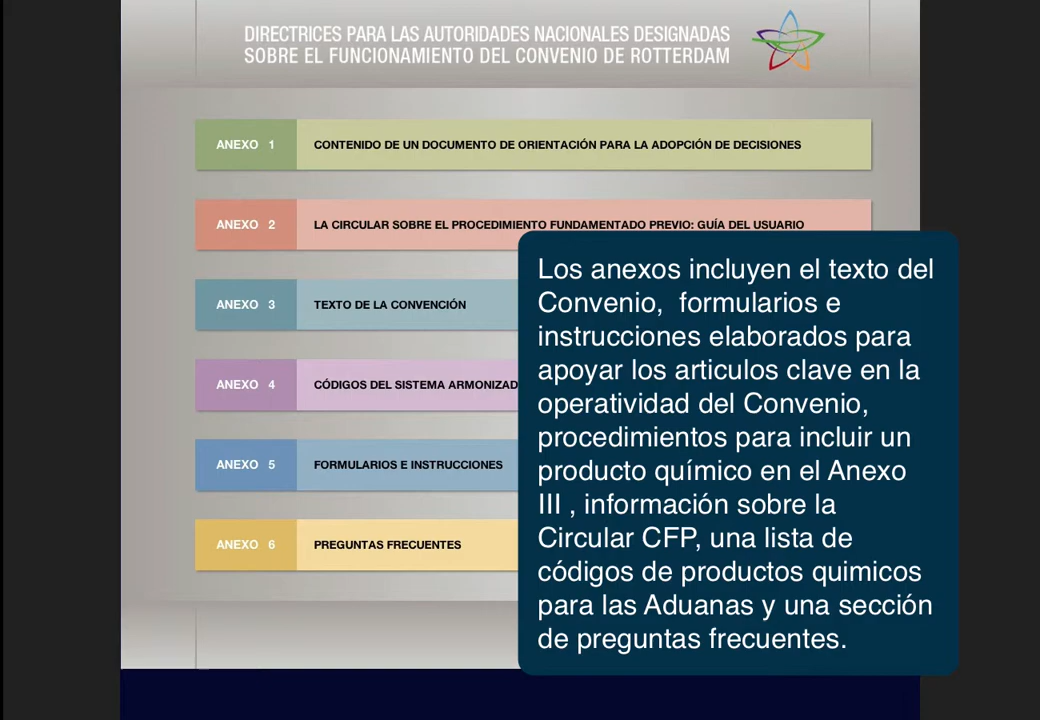 DIRECTRICES PARA LAS AUTORIDADES NACIONALES DESIGNADAS
SOBRE EL FUNCIONAMIENTO DEL CONVENIO DE ROTTERDAM
ANEXO 1 CONTENIDO DE UN DOCUMENTO DE ORIENTACIÓN PARA LA ADOPCIÓN DE DECISIONES
ANEXO 2 LA CIRCULAR SOBRE EL PROCEDIMIENTO FUNDAMENTADO PREVIO: GUÍA DEL USUARIO
ANEXO 3 TEXTO DE LA CONVENCIÓN
ANEXO 4 CÓDIGOS DEL SISTEMA ARMONIZAD
ANEXO 5 FORMULARIOS E INSTRUCCIONES
ANEXO 6 PREGUNTAS FRECUENTES
Los anexos incluyen el texto del
Convenio, formularios e
instrucciones elaborados para
apoyar los articulos clave en la
operatividad del Convenio,
procedimientos para incluir un
producto químico en el Anexo
III , información sobre la
Circular CFP, una lista de
códigos de productos quimicos
para las Aduanas y una sección
de preguntas frecuentes.